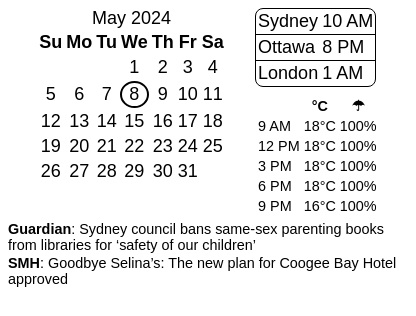 May 2024
Su Mo Tu We Th Fr Sa
1 2 3 4
5 6 7 8 9 10 11
12 13 14 15 16 17 18
19 20 21 22 23 24 25
26 27 28 29 30 31
Sydney 10 AM
Ottawa 8 PM
London 1 AM
°C ☂
9 AM 18°C 100%
12 PM 18°C 100%
3 PM 18°C 100%
6 PM 18°C 100%
9 PM 16°C 100%
Guardian: Sydney council bans same-sex parenting books
from libraries for ‘safety of our children’
SMH: Goodbye Selina’s: The new plan for Coogee Bay Hotel
approved